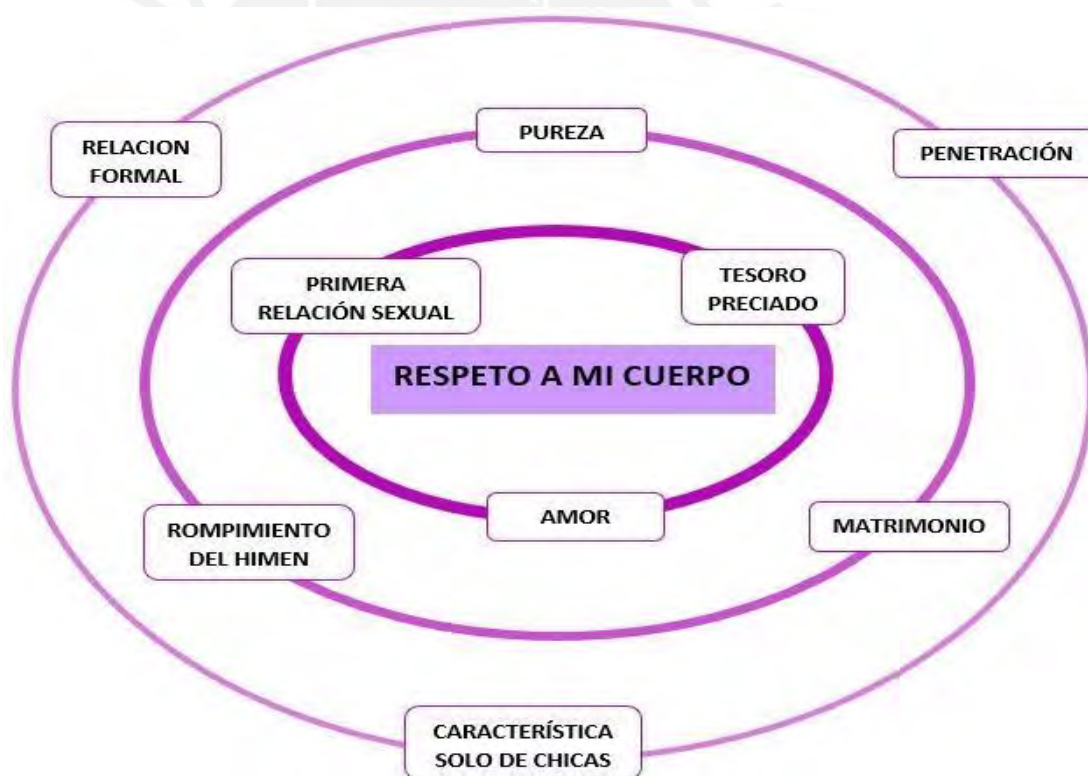 PUREZA
RELACION
FORMAL
PENETRACIÓN
PRIMERA
RELACIÓN SEXUAL
TESORO
PRECIADO
RESPETO A MI CUERPO
AMOR
ROMPIMIENTO
DEL HIMEN
MATRIMONIO
CARACTERÍSTICA
SOLO DE CHICAS